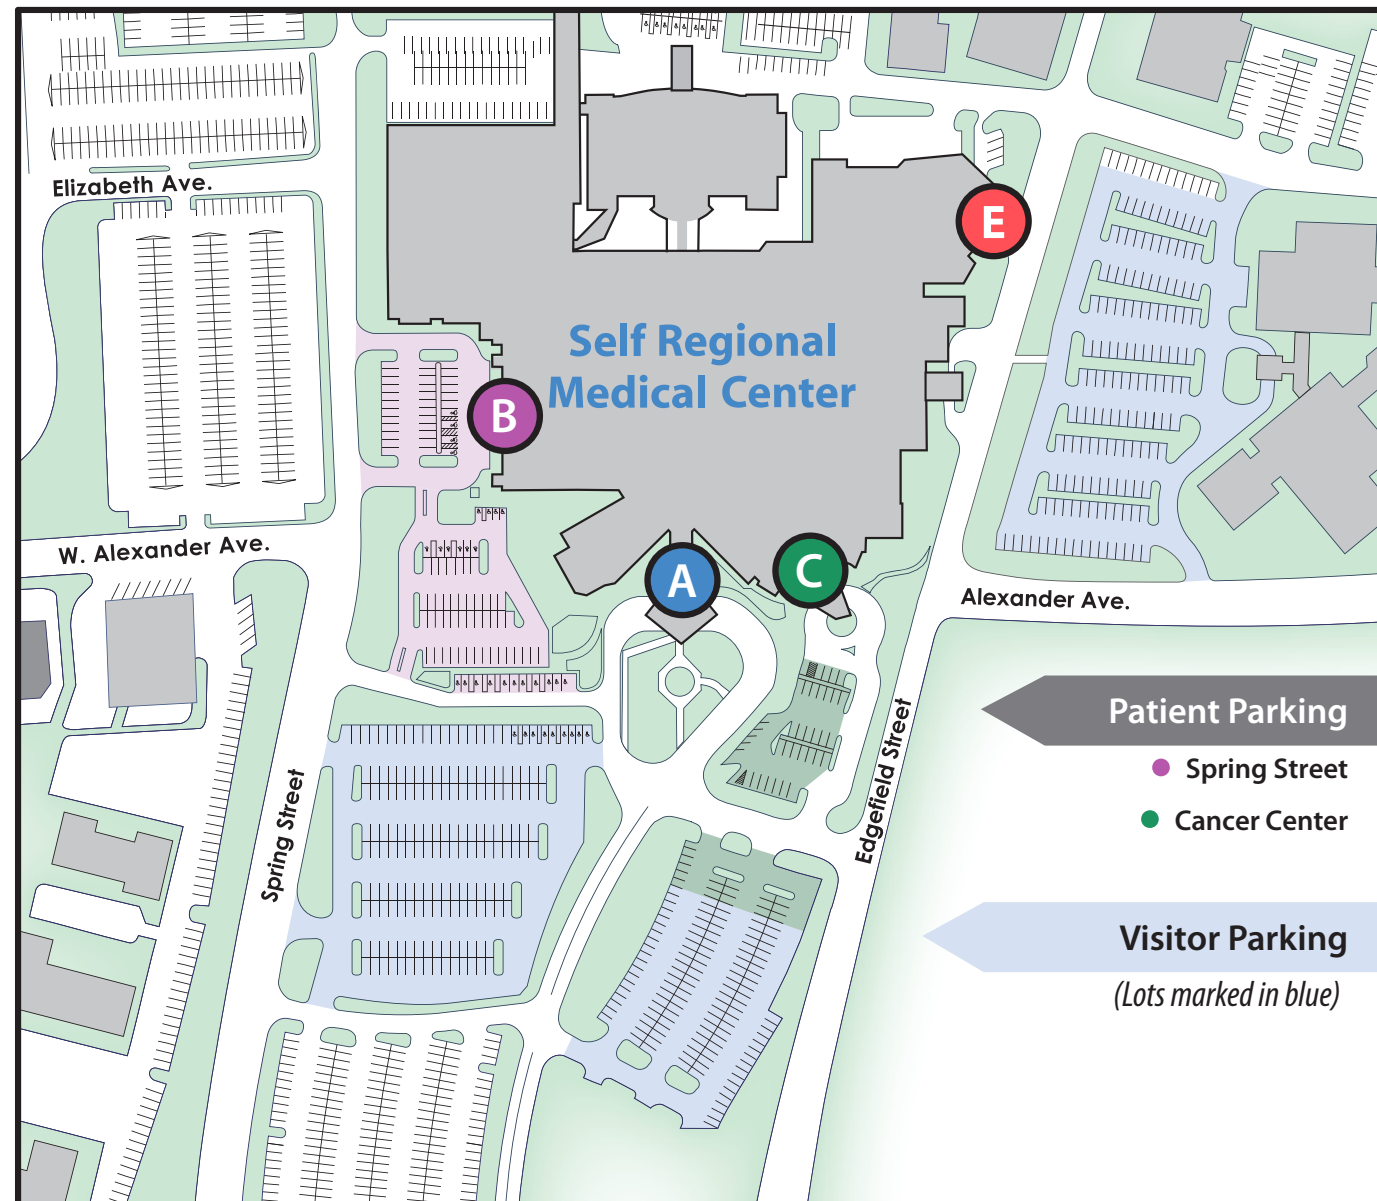 Elizabeth Ave.
E
Self Regional
Medical Center
B
W. Alexander Ave.
A
C
Alexander Ave.
Patient Parking
Spring Street
Cancer Center
Edgefield Street
Spring Street
Visitor Parking
(Lots marked in blue)